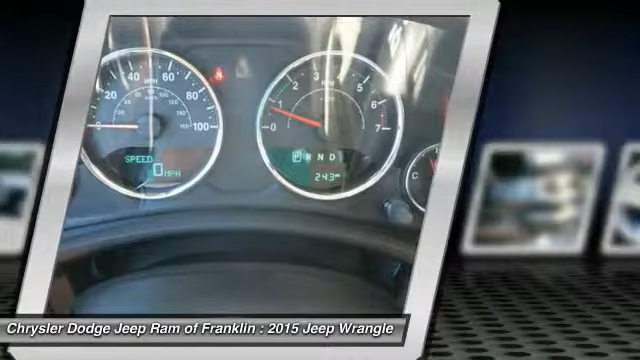 MPH
20 40 60 80 100
SPEED
0 MPH
0 1 2 3 4 5 6 7
P R N D
243
C
Chrysler Dodge Jeep Ram of Franklin : 2015 Jeep Wrangle